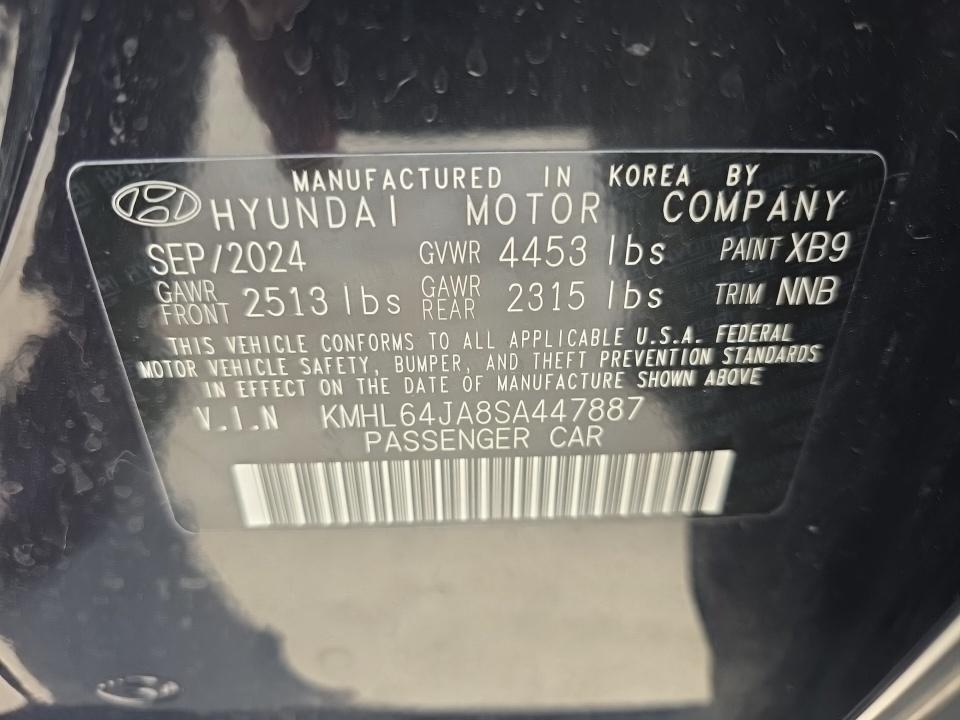 MANUFACTURED IN KOREA BY
HYUNDAI MOTOR COMPANY
SEP/2024 GVWR 4453 lbs PAINT XB9
GAWR FRONT 2513 lbs GAWR REAR 2315 lbs TRIM NNB
THIS VEHICLE CONFORMS TO ALL APPLICABLE U.S.A. FEDERAL
MOTOR VEHICLE SAFETY, BUMPER, AND THEFT PREVENTION STANDARDS
IN EFFECT ON THE DATE OF MANUFACTURE SHOWN ABOVE
V.I.N KMHL64JA8SA447887
PASSENGER CAR